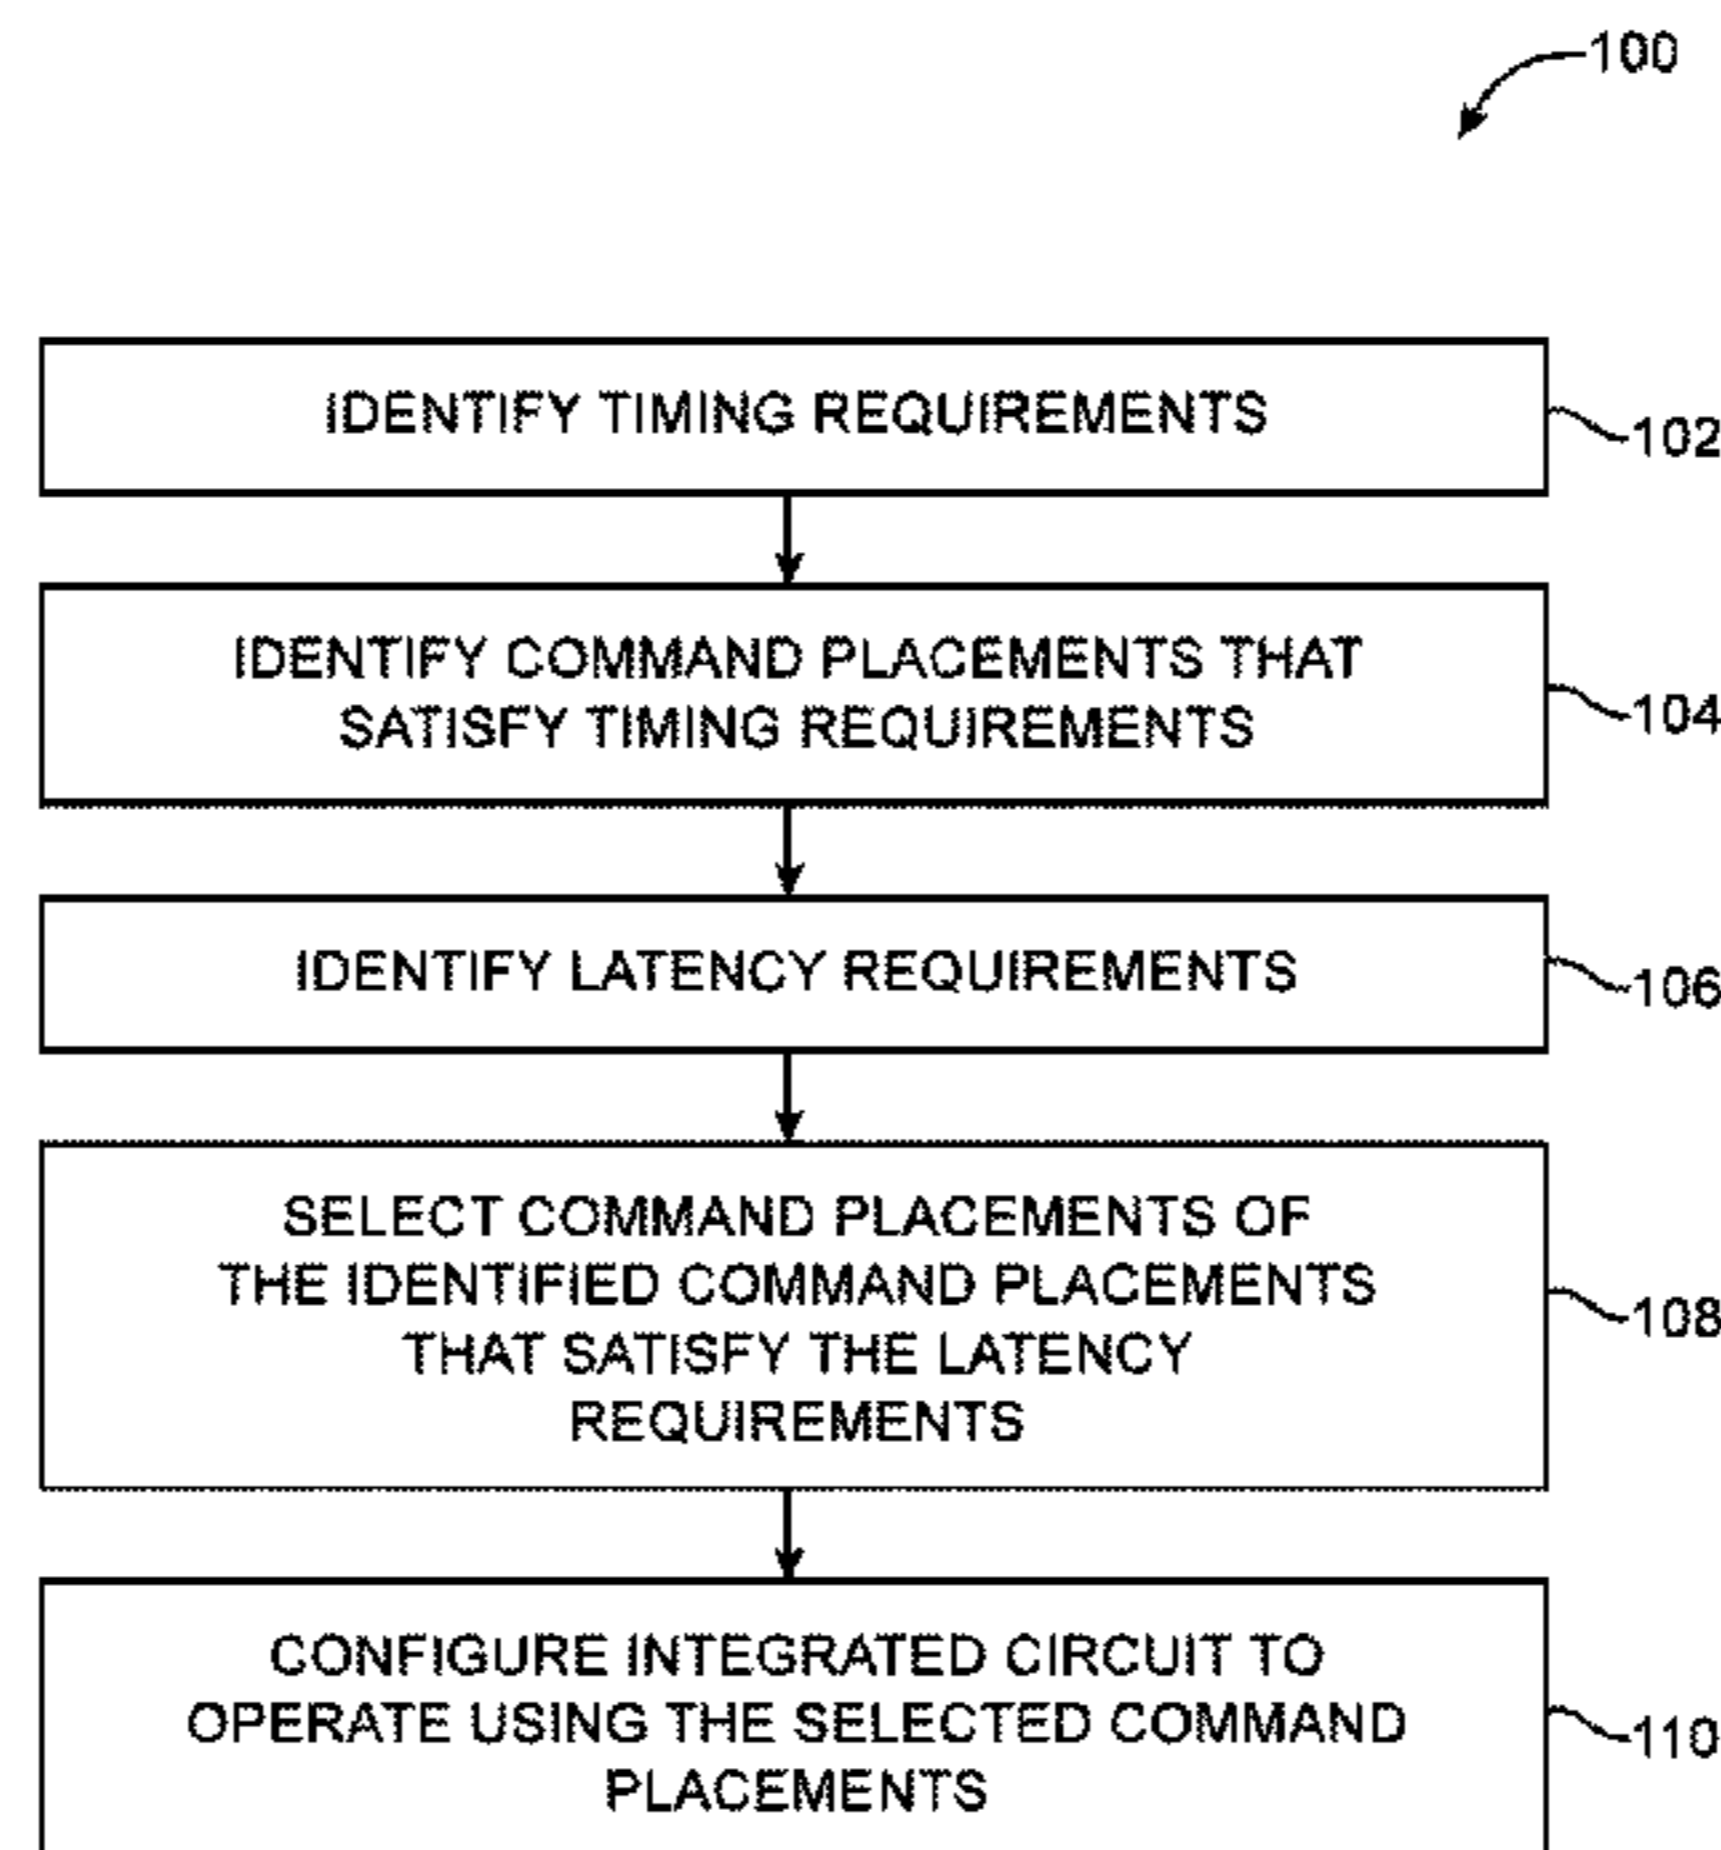 100
IDENTIFY TIMING REQUIREMENTS
102
IDENTIFY COMMAND PLACEMENTS THAT
SATISFY TIMING REQUIREMENTS
104
IDENTIFY LATENCY REQUIREMENTS
106
SELECT COMMAND PLACEMENTS OF
THE IDENTIFIED COMMAND PLACEMENTS
THAT SATISFY THE LATENCY
REQUIREMENTS
108
CONFIGURE INTEGRATED CIRCUIT TO
OPERATE USING THE SELECTED COMMAND
PLACEMENTS
110